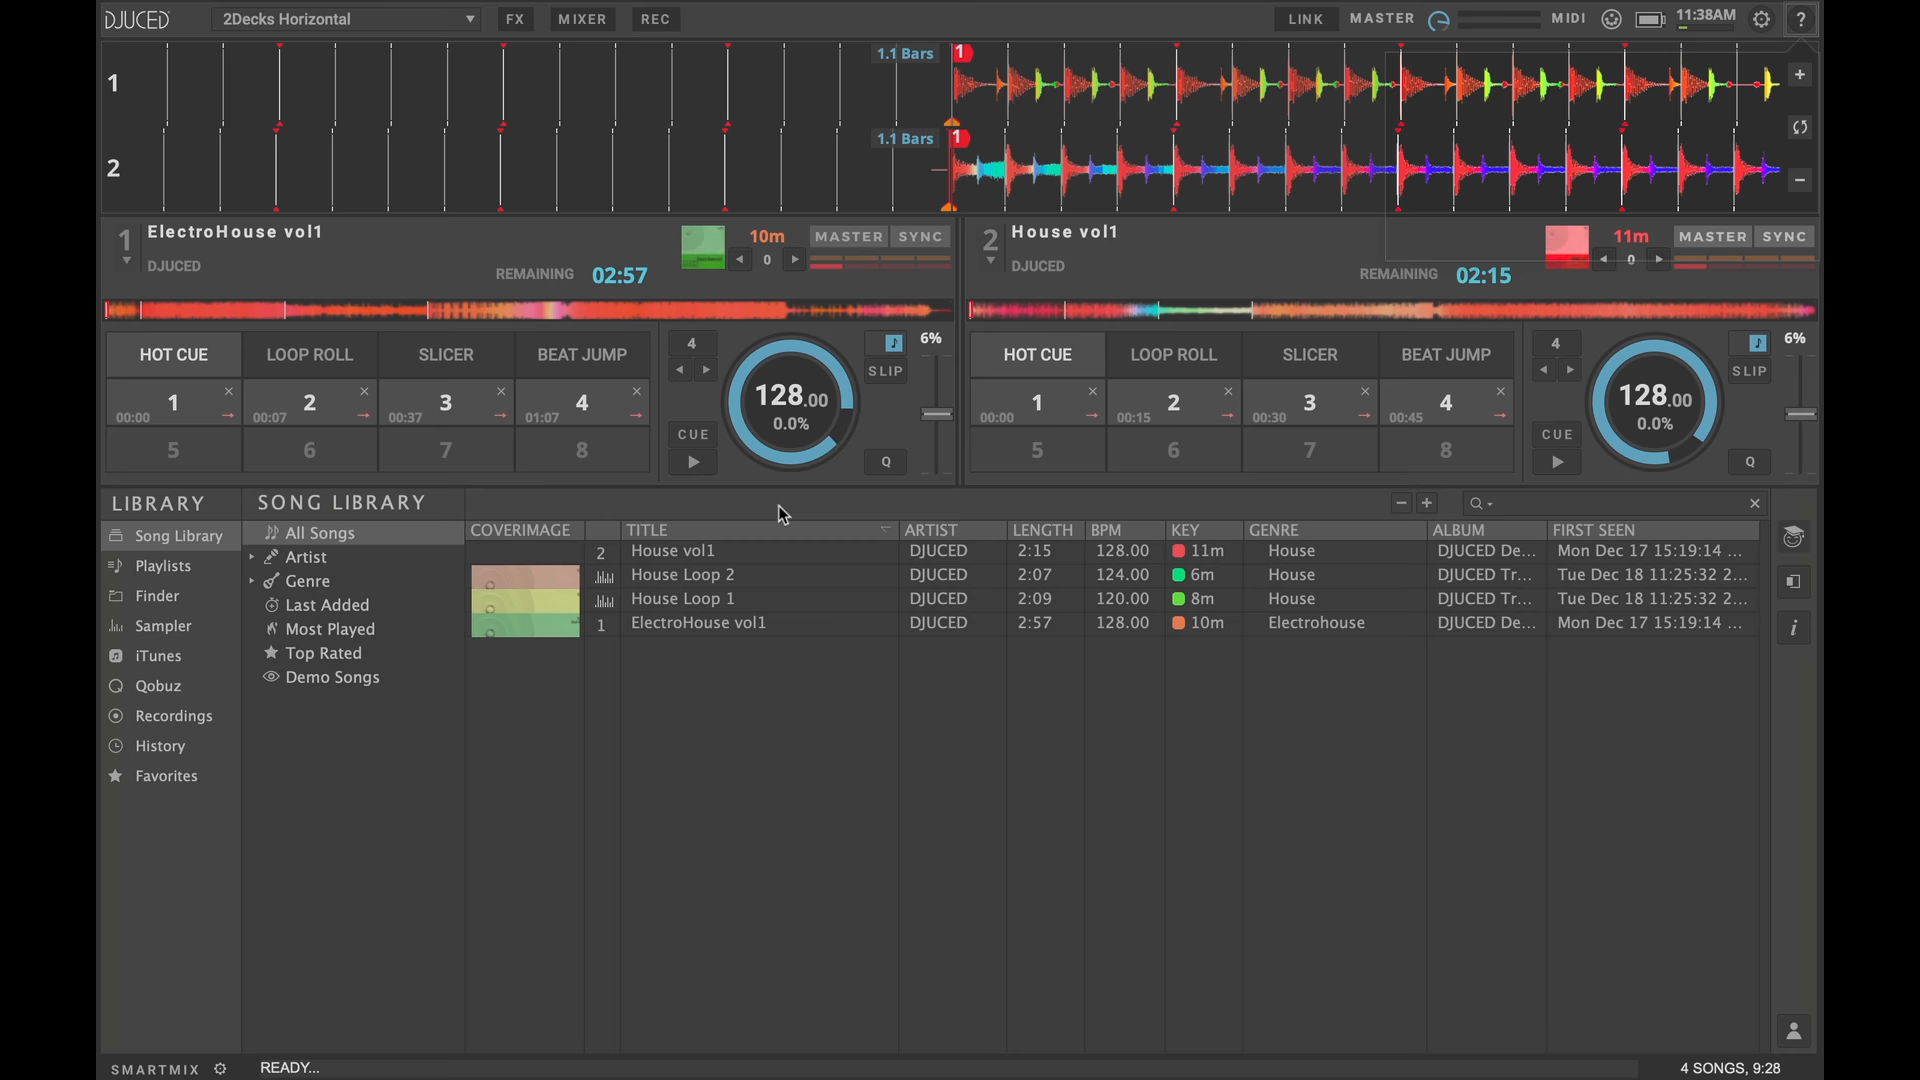 DJUCED 2Decks Horizontal FX MIXER REC LINK MASTER MIDI 11:38AM ?
1 1.1 Bars 1
2 1.1 Bars 1
1 ElectroHouse vol1 10m MASTER SYNC
DJUCED 0
REMAINING 02:57
2 House vol1 11m MASTER SYNC
DJUCED 0
REMAINING 02:15
HOT CUE LOOP ROLL SLICER BEAT JUMP 4 6%
SLIP
1 2 3 4 128.00
00:00 00:07 00:37 01:07 0.0%
CUE
5 6 7 8 Q
HOT CUE LOOP ROLL SLICER BEAT JUMP 4 6%
SLIP
1 2 3 4 128.00
00:00 00:15 00:30 00:45 0.0%
CUE
5 6 7 8 Q
LIBRARY
Song Library
Playlists
Finder
Sampler
iTunes
Qobuz
Recordings
History
Favorites
SONG LIBRARY
All Songs
Artist
Genre
Last Added
Most Played
Top Rated
Demo Songs
COVERIMAGE TITLE ARTIST LENGTH BPM KEY GENRE ALBUM FIRST SEEN
2 House vol1 DJUCED 2:15 128.00 11m House DJUCED De... Mon Dec 17 15:19:14 ...
House Loop 2 DJUCED 2:07 124.00 6m House DJUCED Tr... Tue Dec 18 11:25:32 2...
House Loop 1 DJUCED 2:09 120.00 8m House DJUCED Tr... Tue Dec 18 11:25:32 2...
1 ElectroHouse vol1 DJUCED 2:57 128.00 10m Electrohouse DJUCED De... Mon Dec 17 15:19:14 ...
i
SMARTMIX READY... 4 SONGS, 9:28